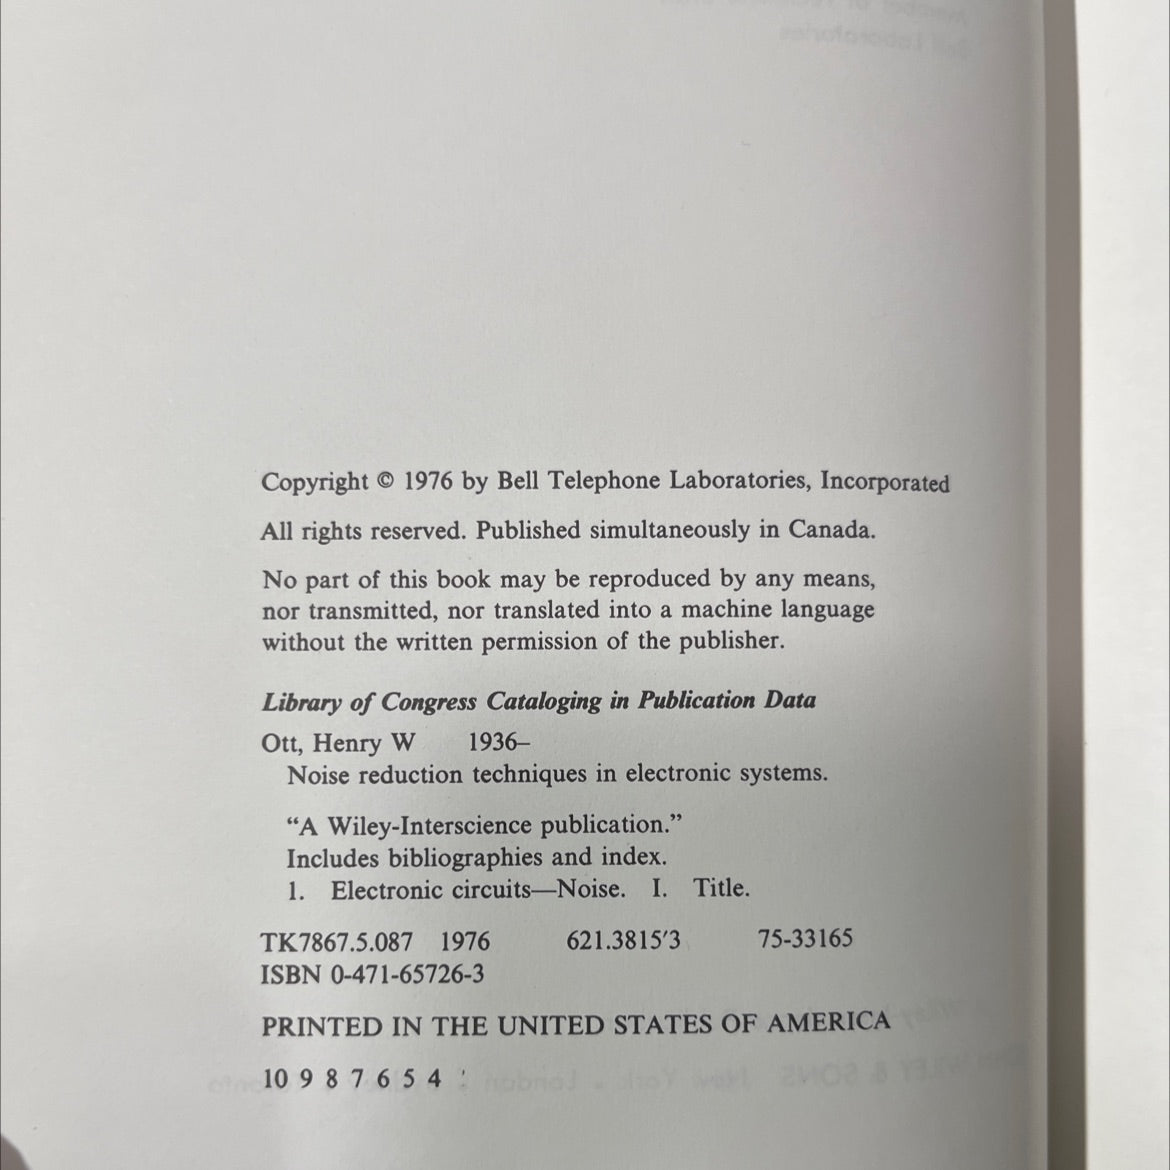 Copyright © 1976 by Bell Telephone Laboratories, Incorporated
All rights reserved. Published simultaneously in Canada.
No part of this book may be reproduced by any means,
nor transmitted, nor translated into a machine language
without the written permission of the publisher.
Library of Congress Cataloging in Publication Data
Ott, Henry W 1936–
Noise reduction techniques in electronic systems.
“A Wiley-Interscience publication.”
Includes bibliographies and index.
1. Electronic circuits—Noise. I. Title.
TK7867.5.087 1976 621.3815′3 75-33165
ISBN 0-471-65726-3
PRINTED IN THE UNITED STATES OF AMERICA
10 9 8 7 6 5 4